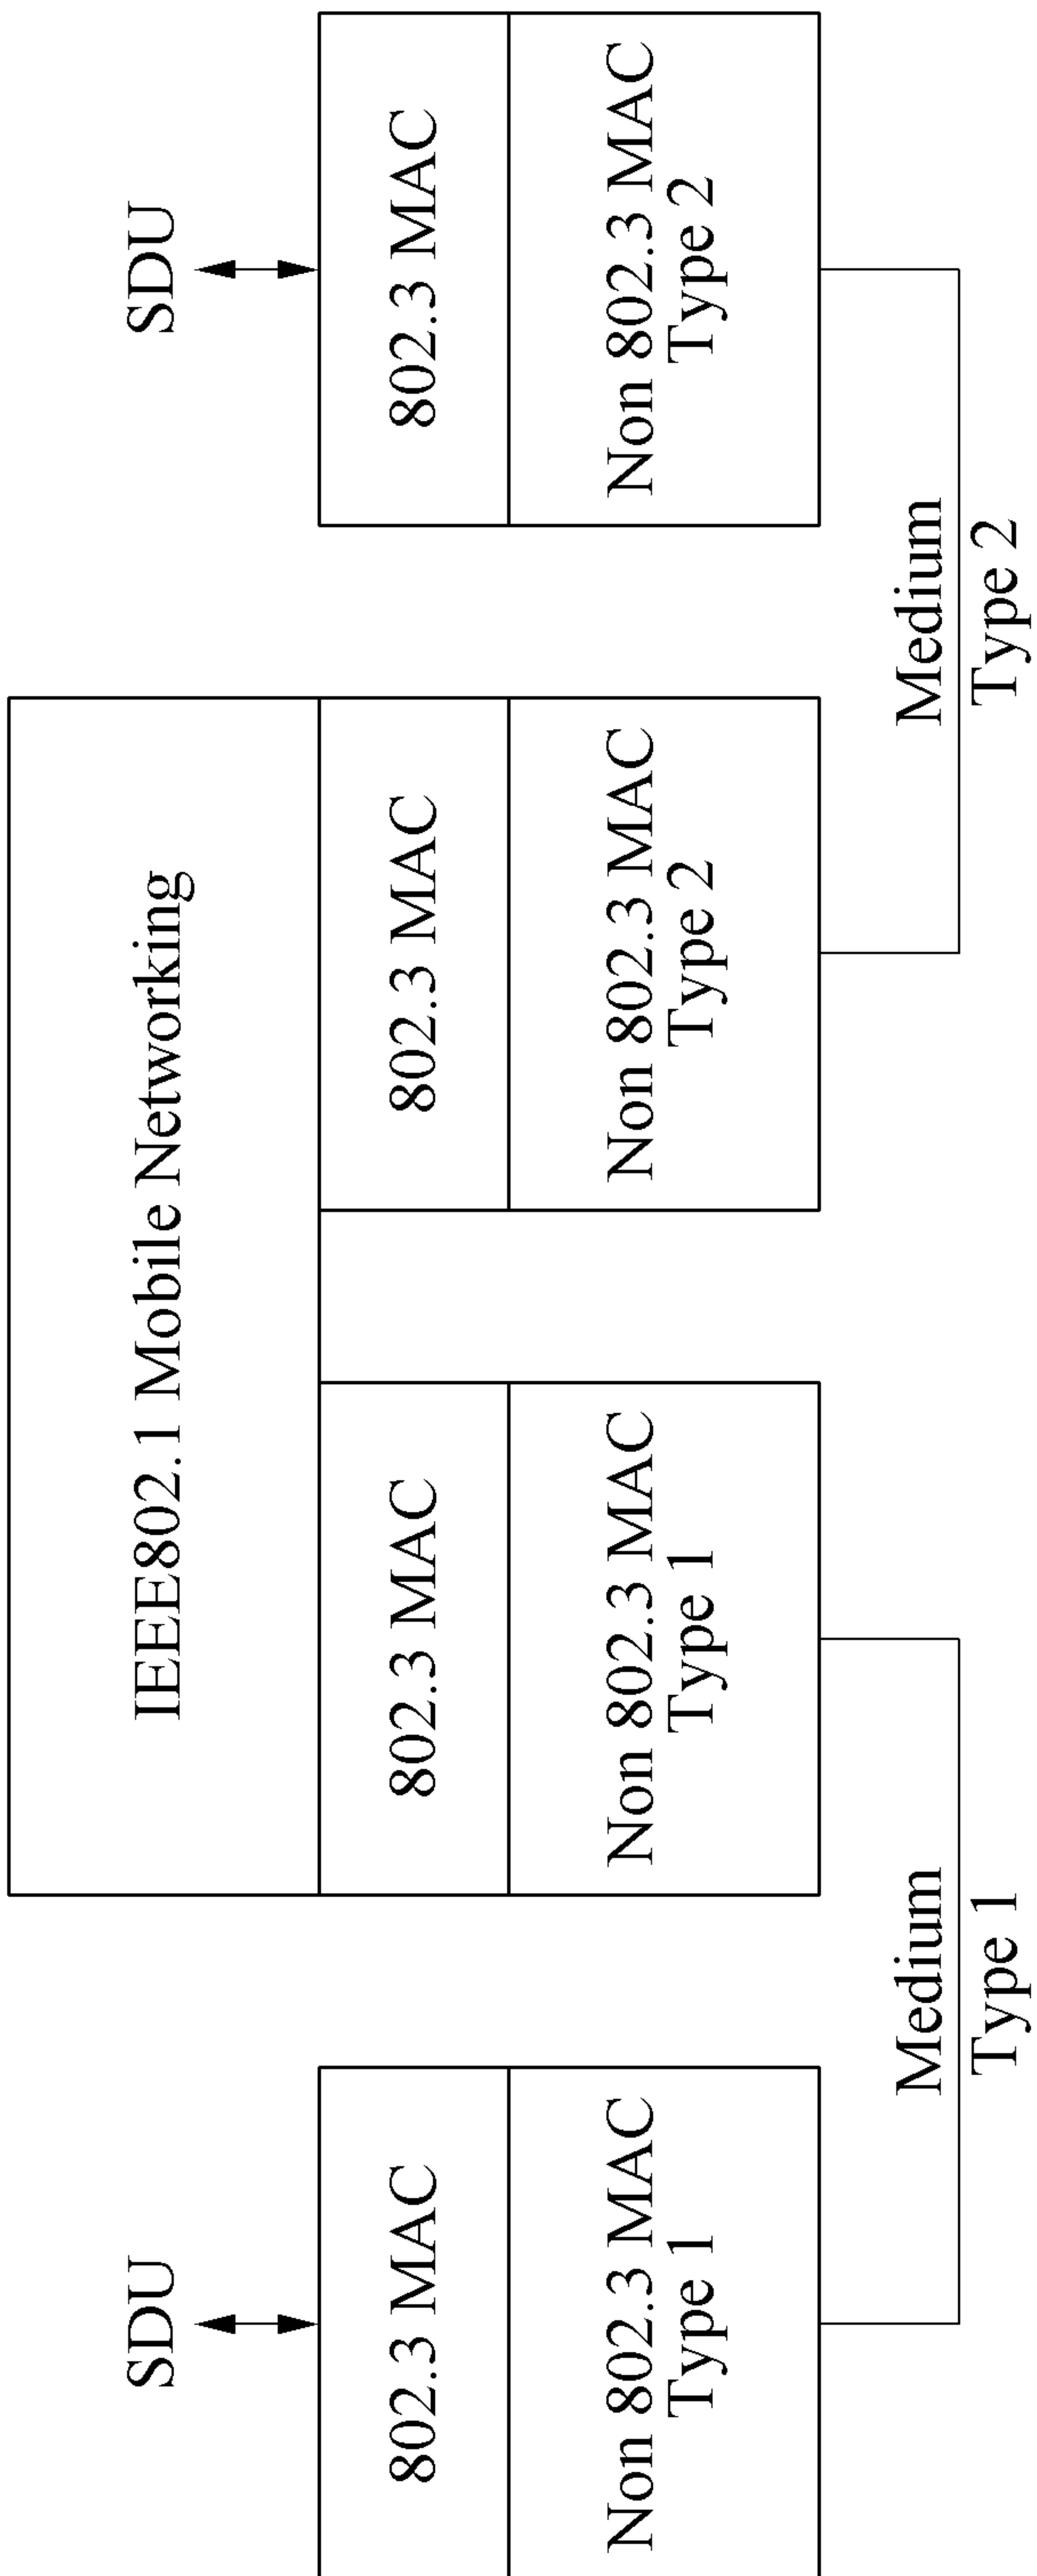 IEEE802.1 Mobile Networking
SDU
SDU
802.3 MAC
802.3 MAC
802.3 MAC
802.3 MAC
Non 802.3 MAC
Type 1
Non 802.3 MAC
Type 1
Non 802.3 MAC
Type 2
Non 802.3 MAC
Type 2
Medium
Type 1
Medium
Type 2